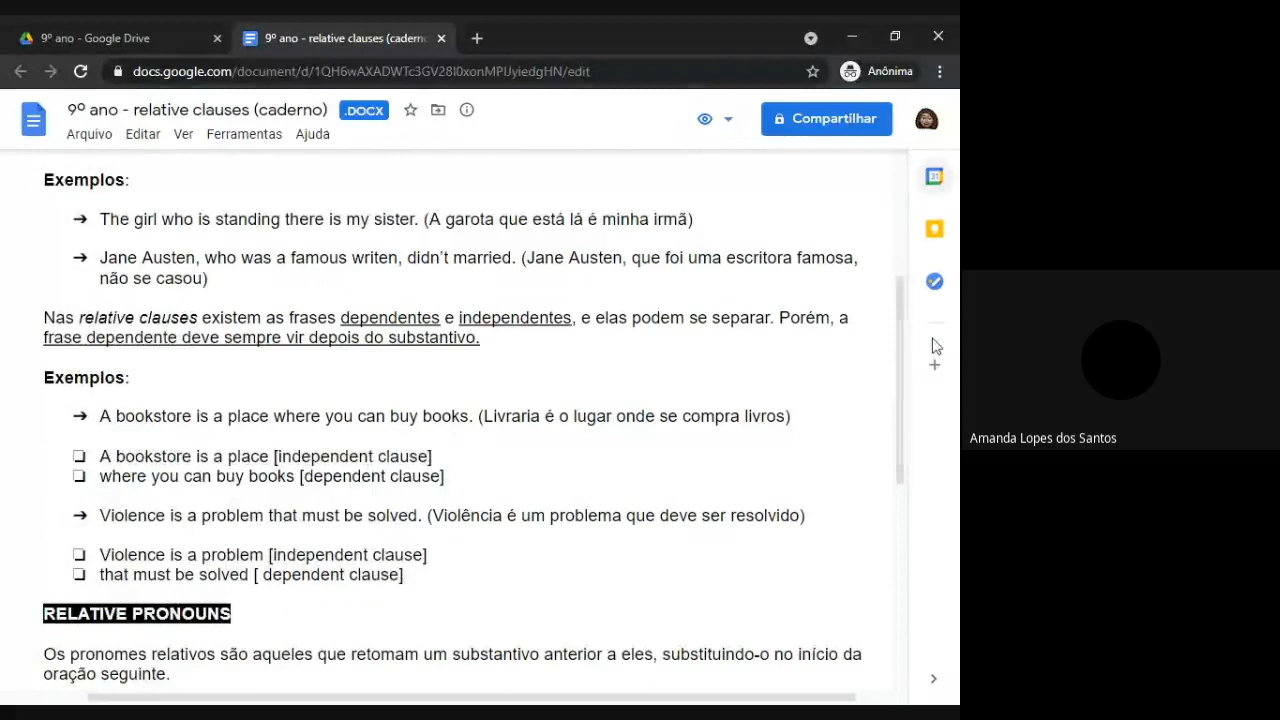 9º ano - Google Drive
9º ano - relative clauses (caderno
docs.google.com/document/d/1QH6wAXADWTc3GV28I0xonMPIJyiedgHN/edit
Anônima
9º ano - relative clauses (caderno)
.DOCX
Arquivo Editar Ver Ferramentas Ajuda
Compartilhar
31
Exemplos:
➔ The girl who is standing there is my sister. (A garota que está lá é minha irmã)
➔ Jane Austen, who was a famous writen, didn't married. (Jane Austen, que foi uma escritora famosa,
não se casou)
Nas relative clauses existem as frases dependentes e independentes, e elas podem se separar. Porém, a
frase dependente deve sempre vir depois do substantivo.
Exemplos:
➔ A bookstore is a place where you can buy books. (Livraria é o lugar onde se compra livros)
❏ A bookstore is a place [independent clause]
❏ where you can buy books [dependent clause]
➔ Violence is a problem that must be solved. (Violência é um problema que deve ser resolvido)
❏ Violence is a problem [independent clause]
❏ that must be solved [ dependent clause]
RELATIVE PRONOUNS
Os pronomes relativos são aqueles que retomam um substantivo anterior a eles, substituindo-o no início da
oração seguinte.
Amanda Lopes dos Santos